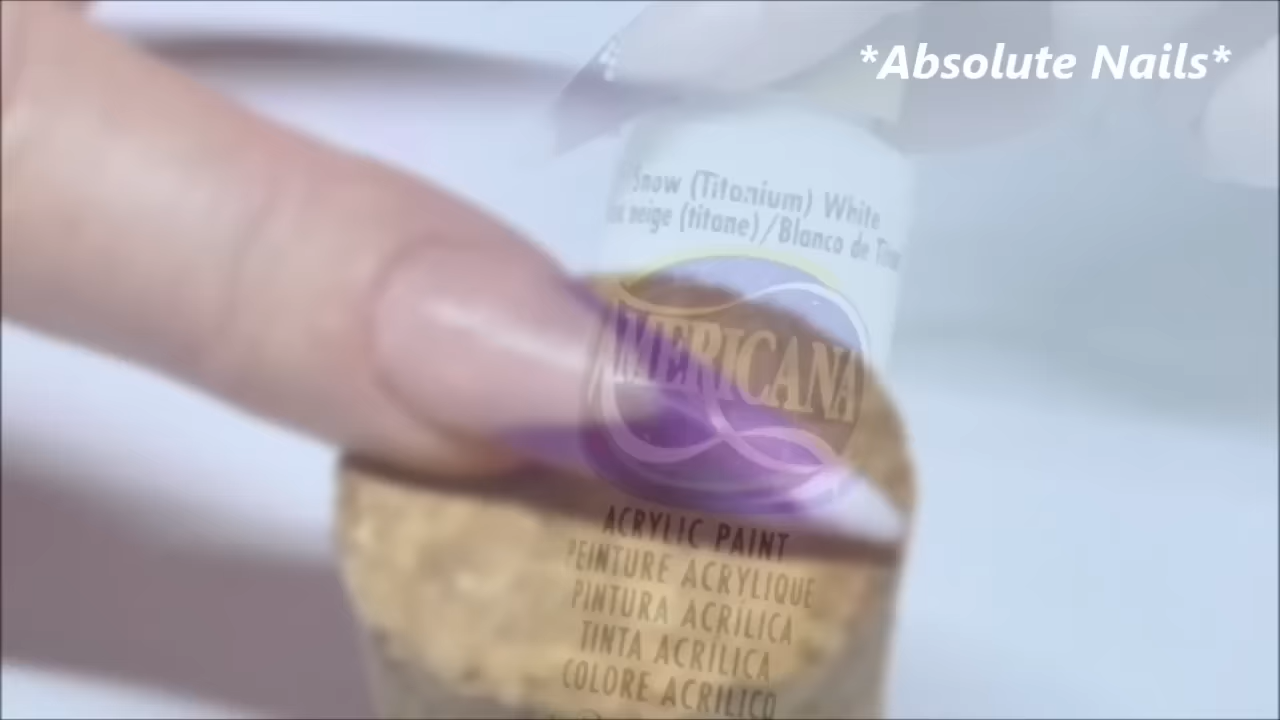 *Absolute Nails*
Snow (Titanium) White
neige (titane)/Blanco de
AMERICANA
ACRYLIC PAINT
PEINTURE ACRYLIQUE
PINTURA ACRÍLICA
TINTA ACRÍLICA
COLORE ACRILICO